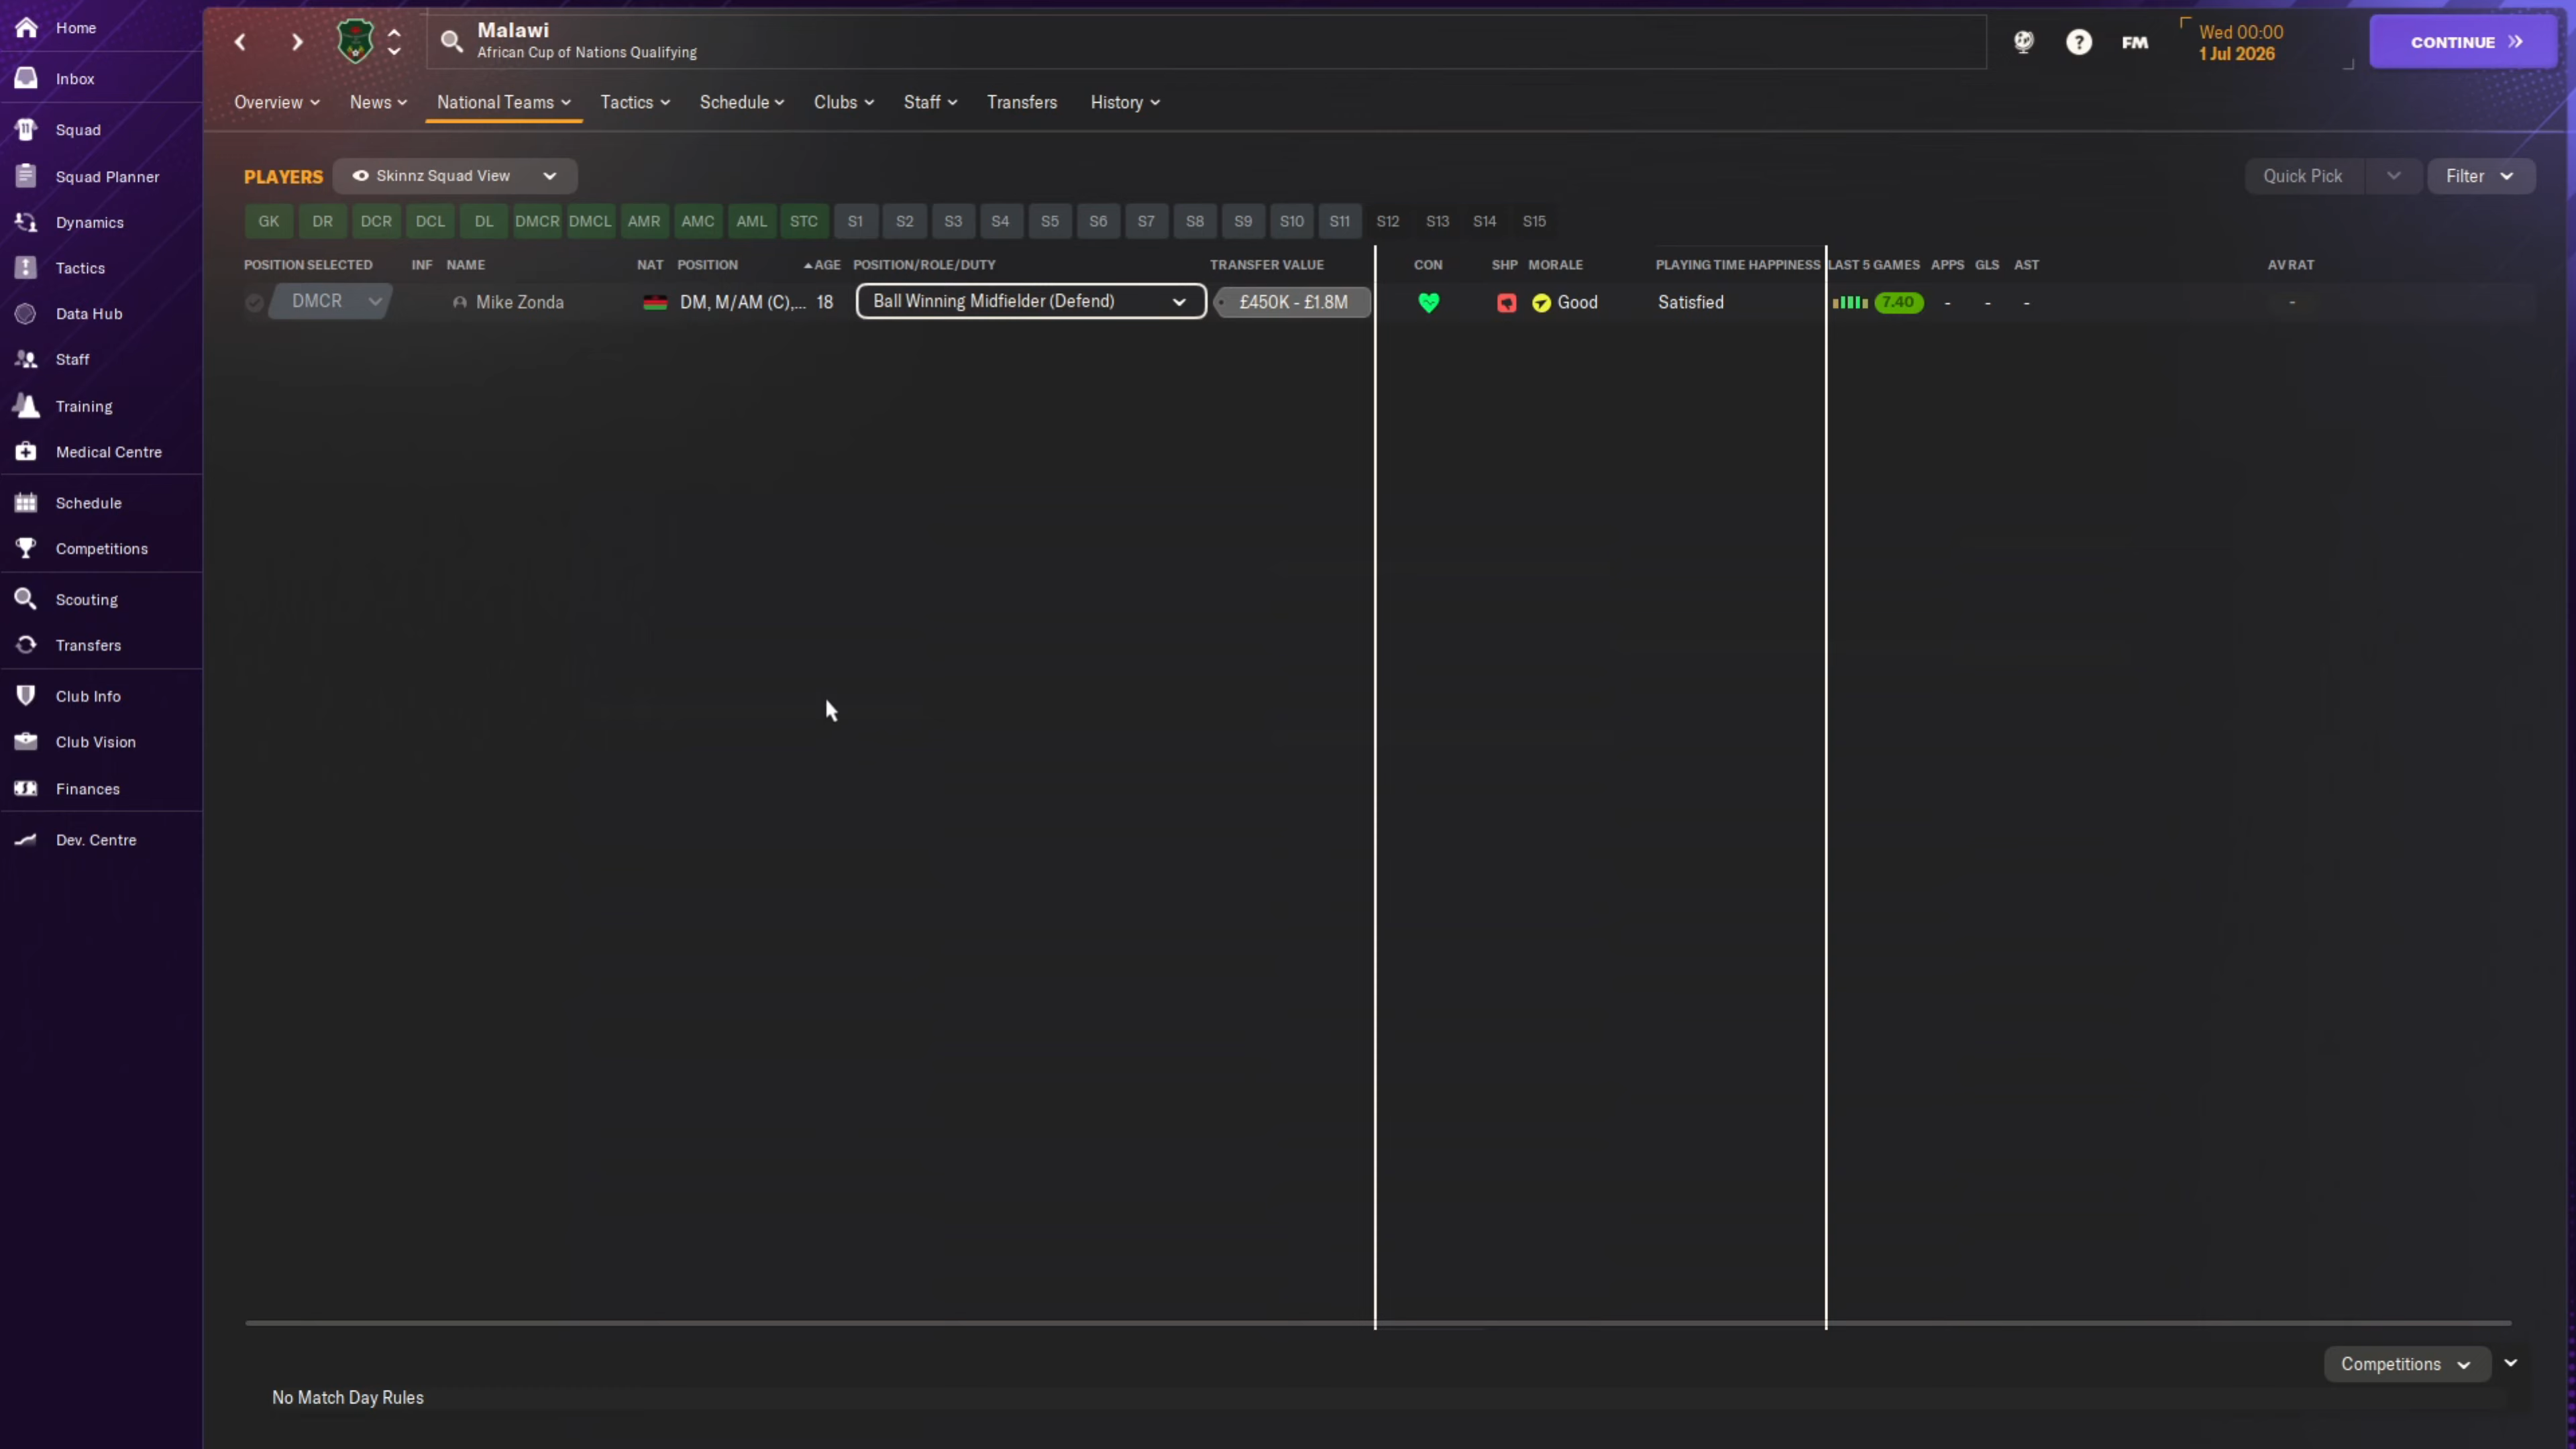 Home
Inbox
Squad
Squad Planner
Dynamics
Tactics
Data Hub
Staff
Training
Medical Centre
Schedule
Competitions
Scouting
Transfers
Club Info
Club Vision
Finances
Dev. Centre
Malawi
African Cup of Nations Qualifying
? FM Wed 00:00
1 Jul 2026
CONTINUE
Overview News National Teams Tactics Schedule Clubs Staff Transfers History
PLAYERS Skinnz Squad View Quick Pick Filter
GK DR DCR DCL DL DMCR DMCL AMR AMC AML STC S1 S2 S3 S4 S5 S6 S7 S8 S9 S10 S11 S12 S13 S14 S15
POSITION SELECTED INF NAME NAT POSITION AGE POSITION/ROLE/DUTY TRANSFER VALUE CON SHP MORALE PLAYING TIME HAPPINESS LAST 5 GAMES APPS GLS AST AV RAT
DMCR Mike Zonda DM, M/AM (C),... 18 Ball Winning Midfielder (Defend) £450K - £1.8M Good Satisfied 7.40 - - - -
Competitions
No Match Day Rules